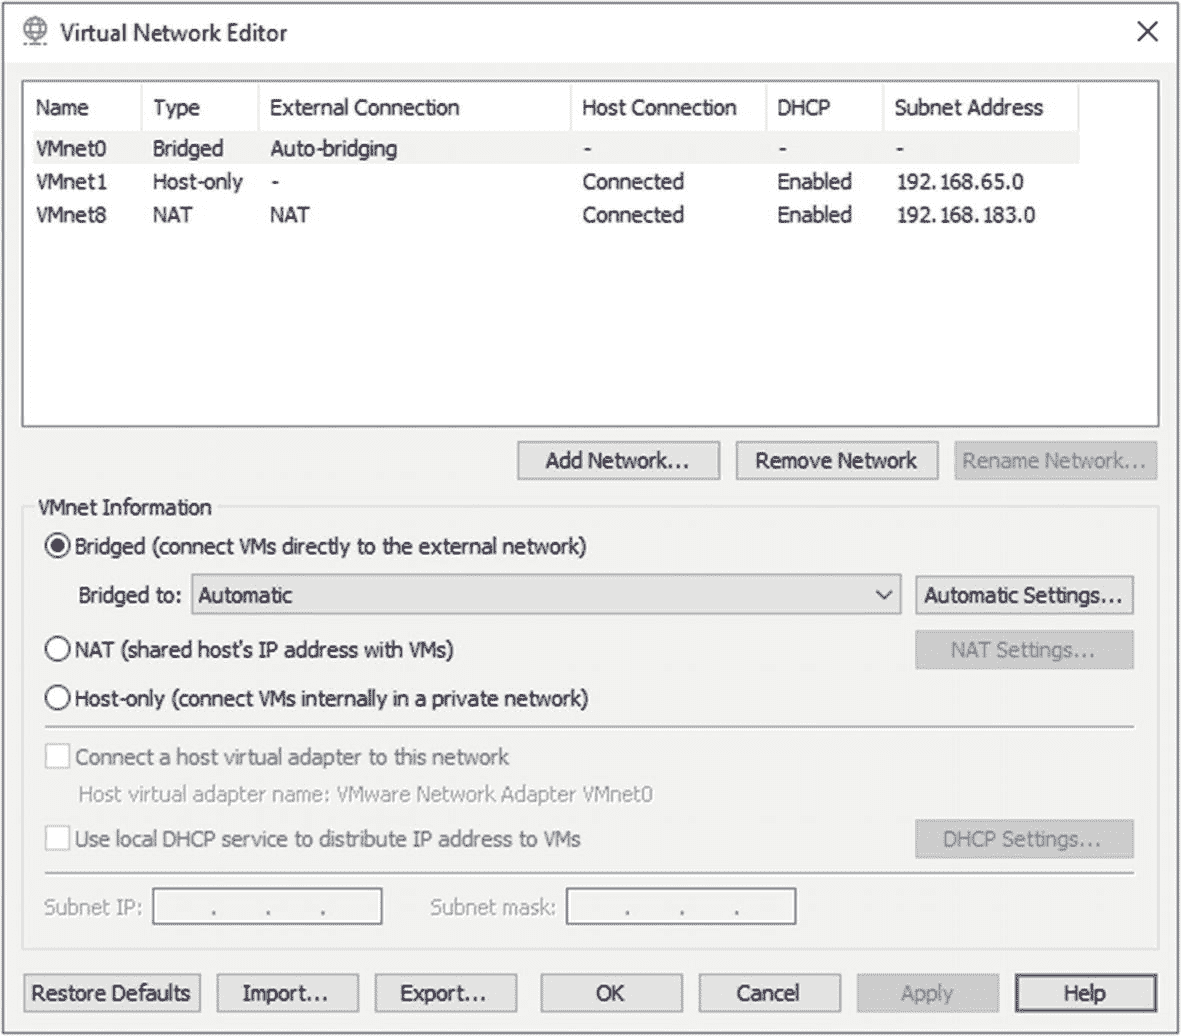 Virtual Network Editor
Name Type External Connection Host Connection DHCP Subnet Address
VMnet0 Bridged Auto-bridging - - -
VMnet1 Host-only - Connected Enabled 192.168.65.0
VMnet8 NAT NAT Connected Enabled 192.168.183.0
Add Network... Remove Network Rename Network...
VMnet Information
Bridged (connect VMs directly to the external network)
Bridged to: Automatic Automatic Settings...
NAT (shared host's IP address with VMs) NAT Settings...
Host-only (connect VMs internally in a private network)
Connect a host virtual adapter to this network
Host virtual adapter name: VMware Network Adapter VMnet0
Use local DHCP service to distribute IP address to VMs DHCP Settings...
Subnet IP: . . . Subnet mask: . . .
Restore Defaults Import... Export... OK Cancel Apply Help